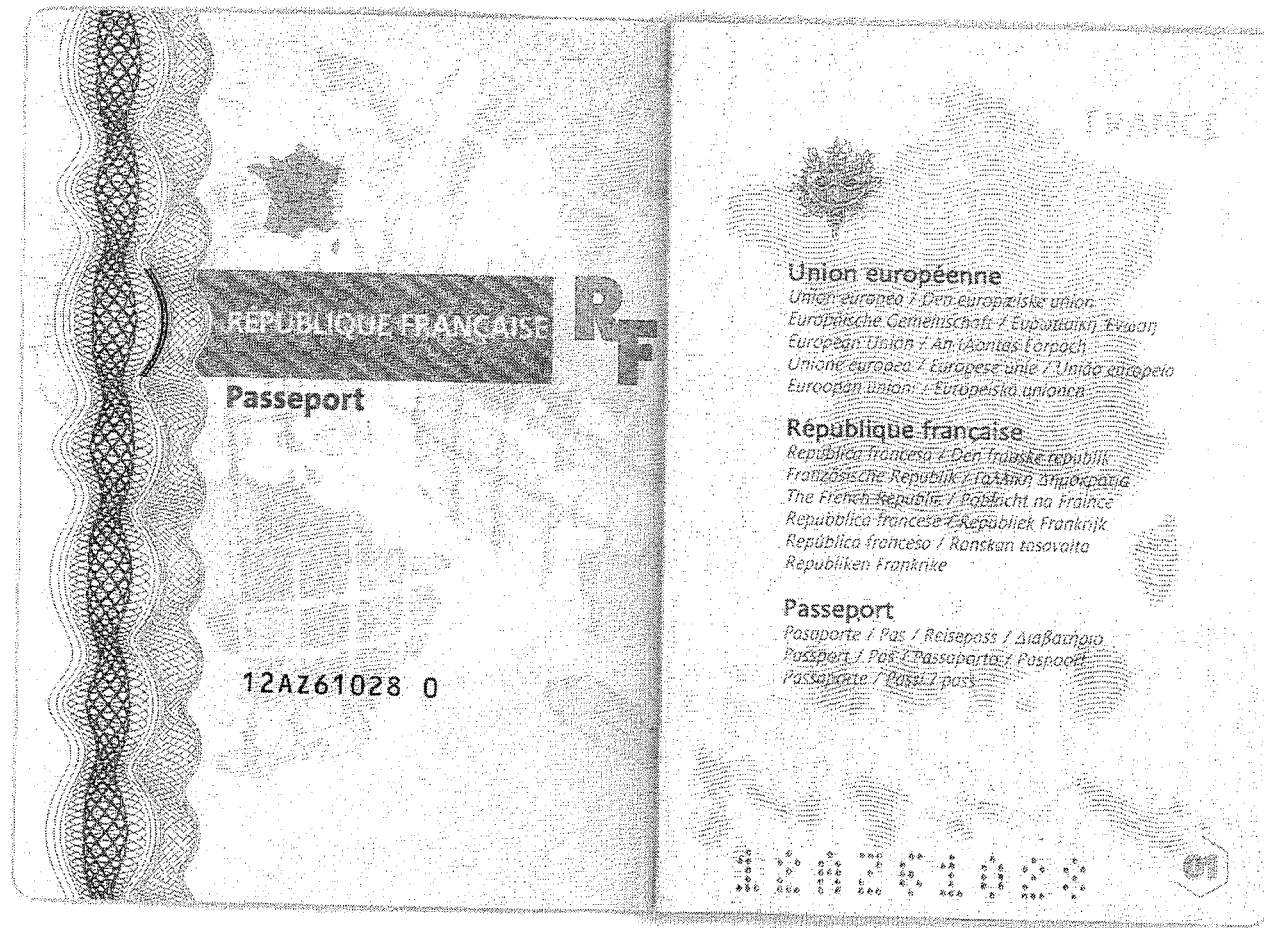 RÉPUBLIQUE FRANÇAISE
RF
Passeport
12AZ61028 0
FRANCE
Union européenne
Unión europea / Den europæiske union
Europäische Gemeinschaft / Ευρωπαϊκή Ένωση
European Union / An tAontas Eorpach
Unione europea / Europese unie / União europeia
Euroopan unioni / Europeiska unionen
République française
República francesa / Den franske republik
Französische Republik / Γαλλική Δημοκρατία
The French Republic / Poblacht na Fraince
Repubblica francese / Republiek Frankrijk
República francesa / Ranskan tasavalta
Republiken Frankrike
Passeport
Pasaporte / Pas / Reisepass / Διαβατήριο
Passport / Pas / Passaporto / Paspoort
Passaporte / Passi / pass
12AZ61028
01